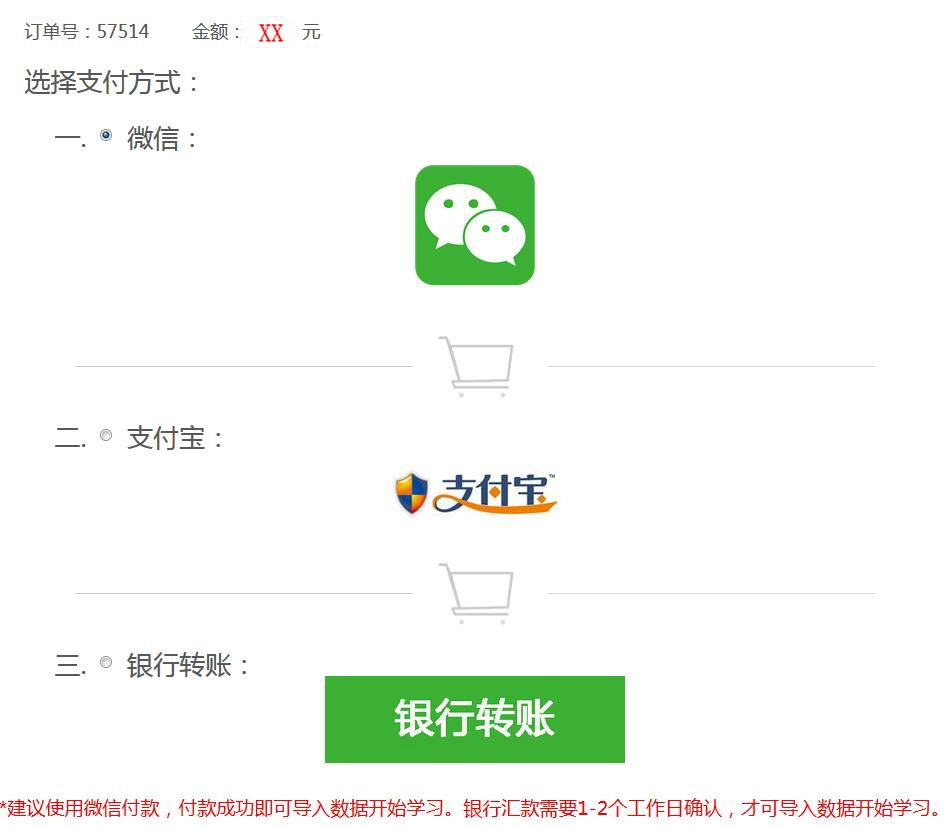 订单号：57514 金额： XX 元
选择支付方式：
一. 微信：
二. 支付宝：
支付宝™
三. 银行转账：
银行转账
*建议使用微信付款，付款成功即可导入数据开始学习。银行汇款需要1-2个工作日确认，才可导入数据开始学习。